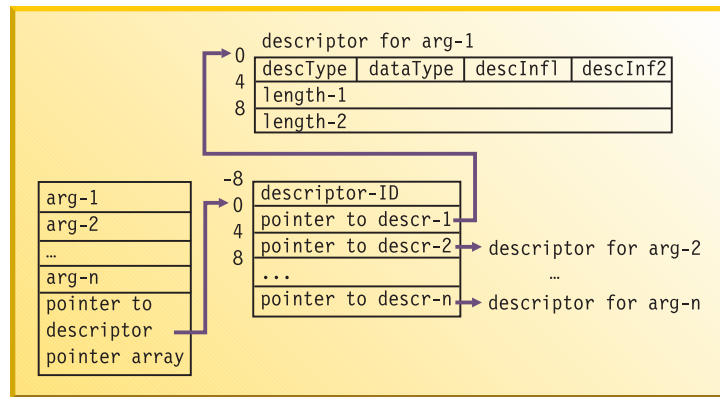 descriptor for arg-1
0
descType dataType descInf1 descInf2
4
length-1
8
length-2
-8
descriptor-ID
0
pointer to descr-1
4
pointer to descr-2
descriptor for arg-2
8
...
…
pointer to descr-n
descriptor for arg-n
arg-1
arg-2
…
arg-n
pointer to
descriptor
pointer array